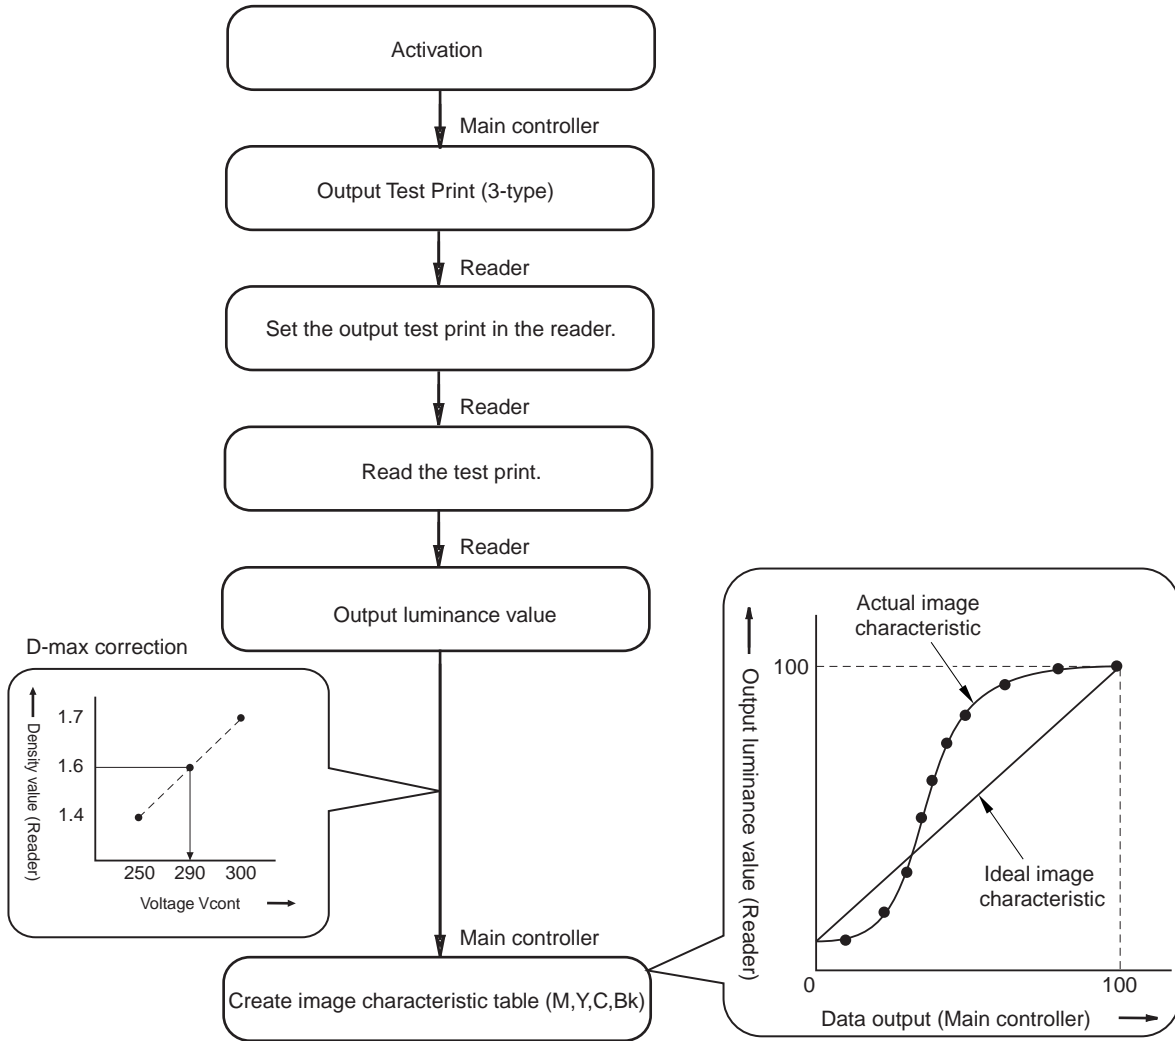 Activation
Main controller
Output Test Print (3-type)
Reader
Set the output test print in the reader.
Reader
Read the test print.
Reader
Output luminance value
D-max correction
Density value (Reader)
1.7
1.6
1.4
250 290 300
Voltage Vcont
Main controller
Create image characteristic table (M,Y,C,Bk)
Output luminance value (Reader)
Actual image
characteristic
100
Ideal image
characteristic
0 100
Data output (Main controller)